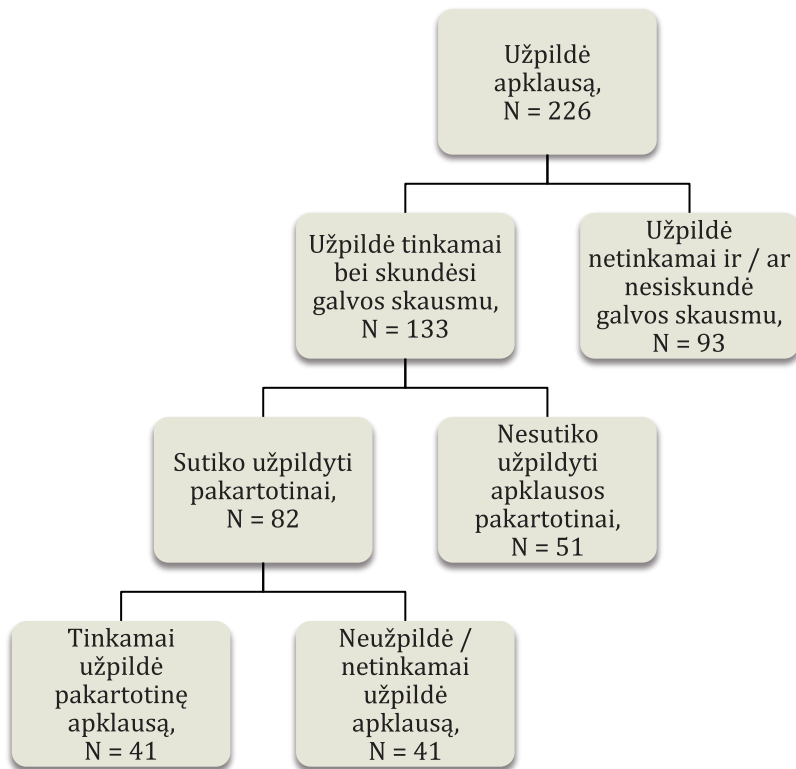 Užpildė
apklausą,
N = 226
Užpildė tinkamai
bei skundėsi
galvos skausmu,
N = 133
Užpildė
netinkamai ir / ar
nesiskundė
galvos skausmu,
N = 93
Sutiko užpildyti
pakartotinai,
N = 82
Nesutiko
užpildyti
apklausos
pakartotinai,
N = 51
Tinkamai
užpildė
pakartotinę
apklausą,
N = 41
Neužpildė /
netinkamai
užpildė
apklausą,
N = 41